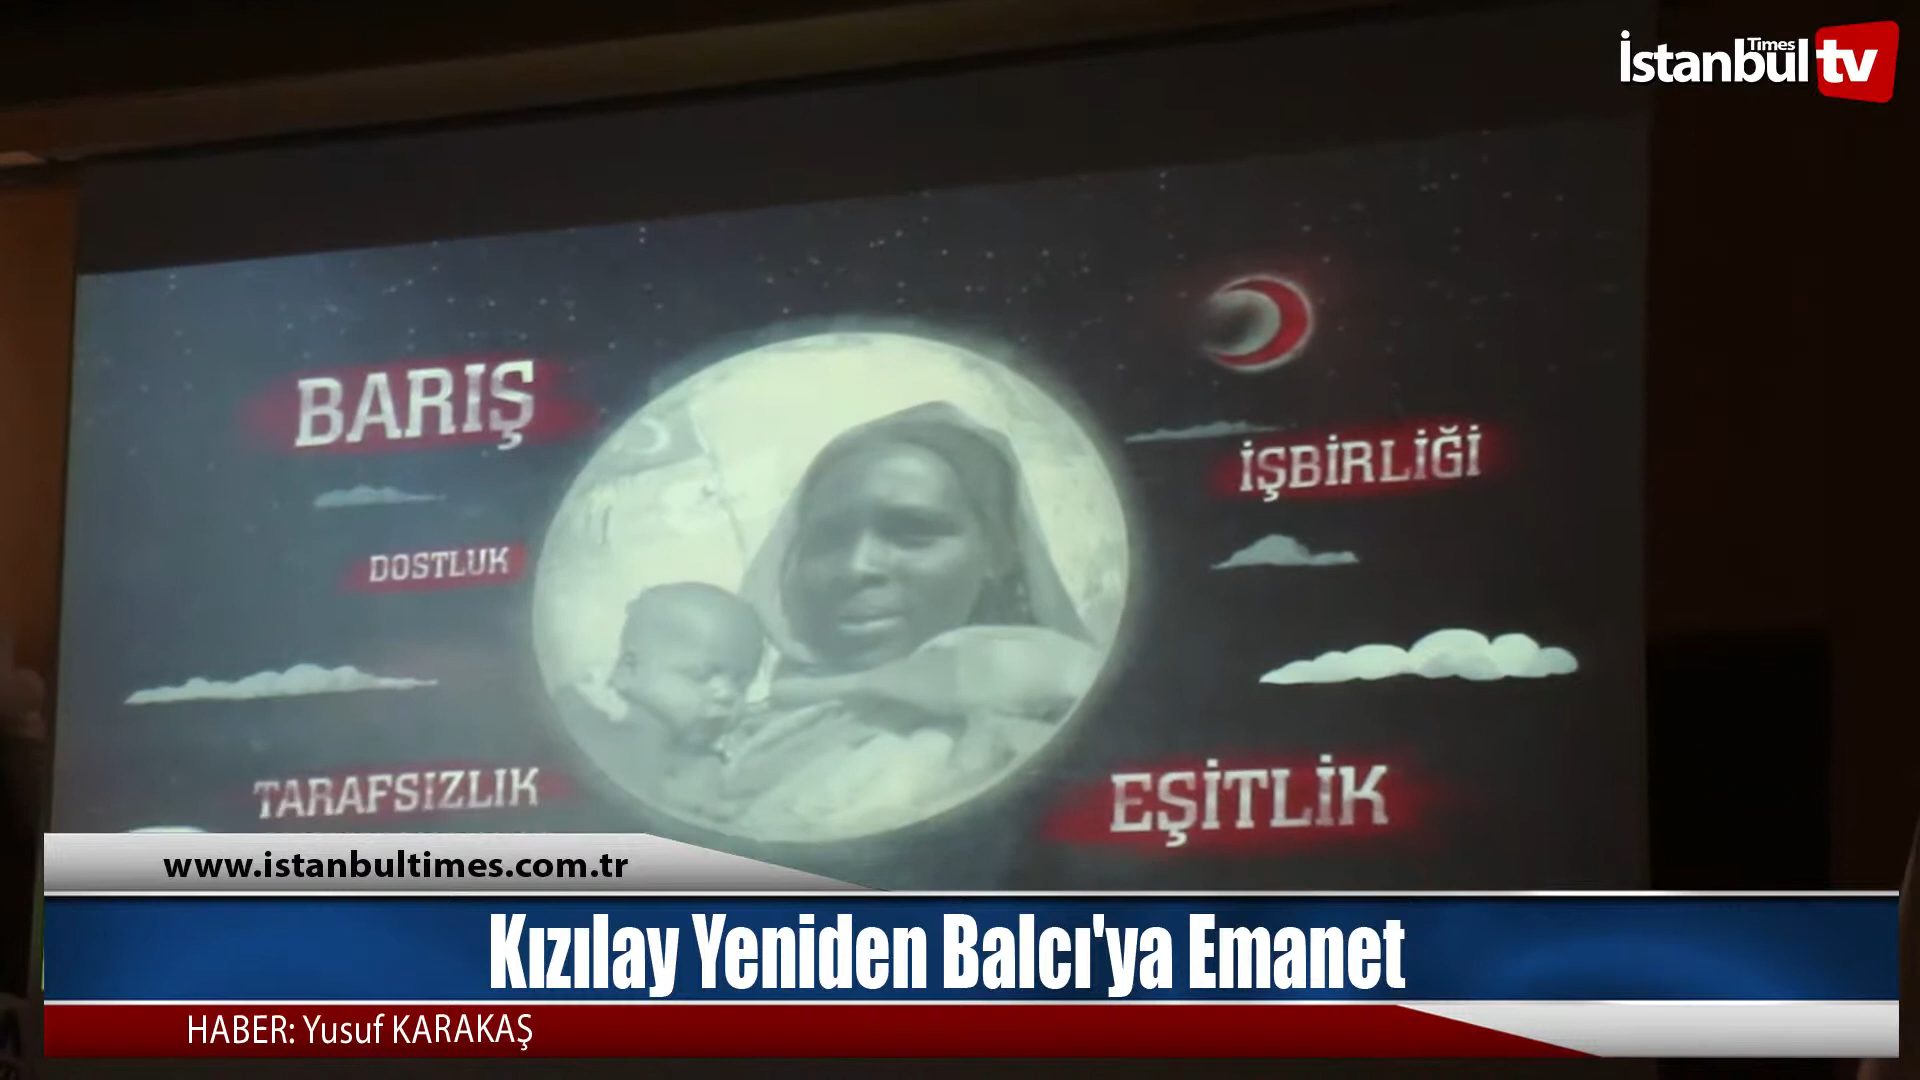 İstanbul Times tv
BARIŞ
İŞBİRLİĞİ
DOSTLUK
TARAFSIZLIK
EŞİTLİK
www.istanbultimes.com.tr
Kızılay Yeniden Balcı'ya Emanet
HABER: Yusuf KARAKAŞ